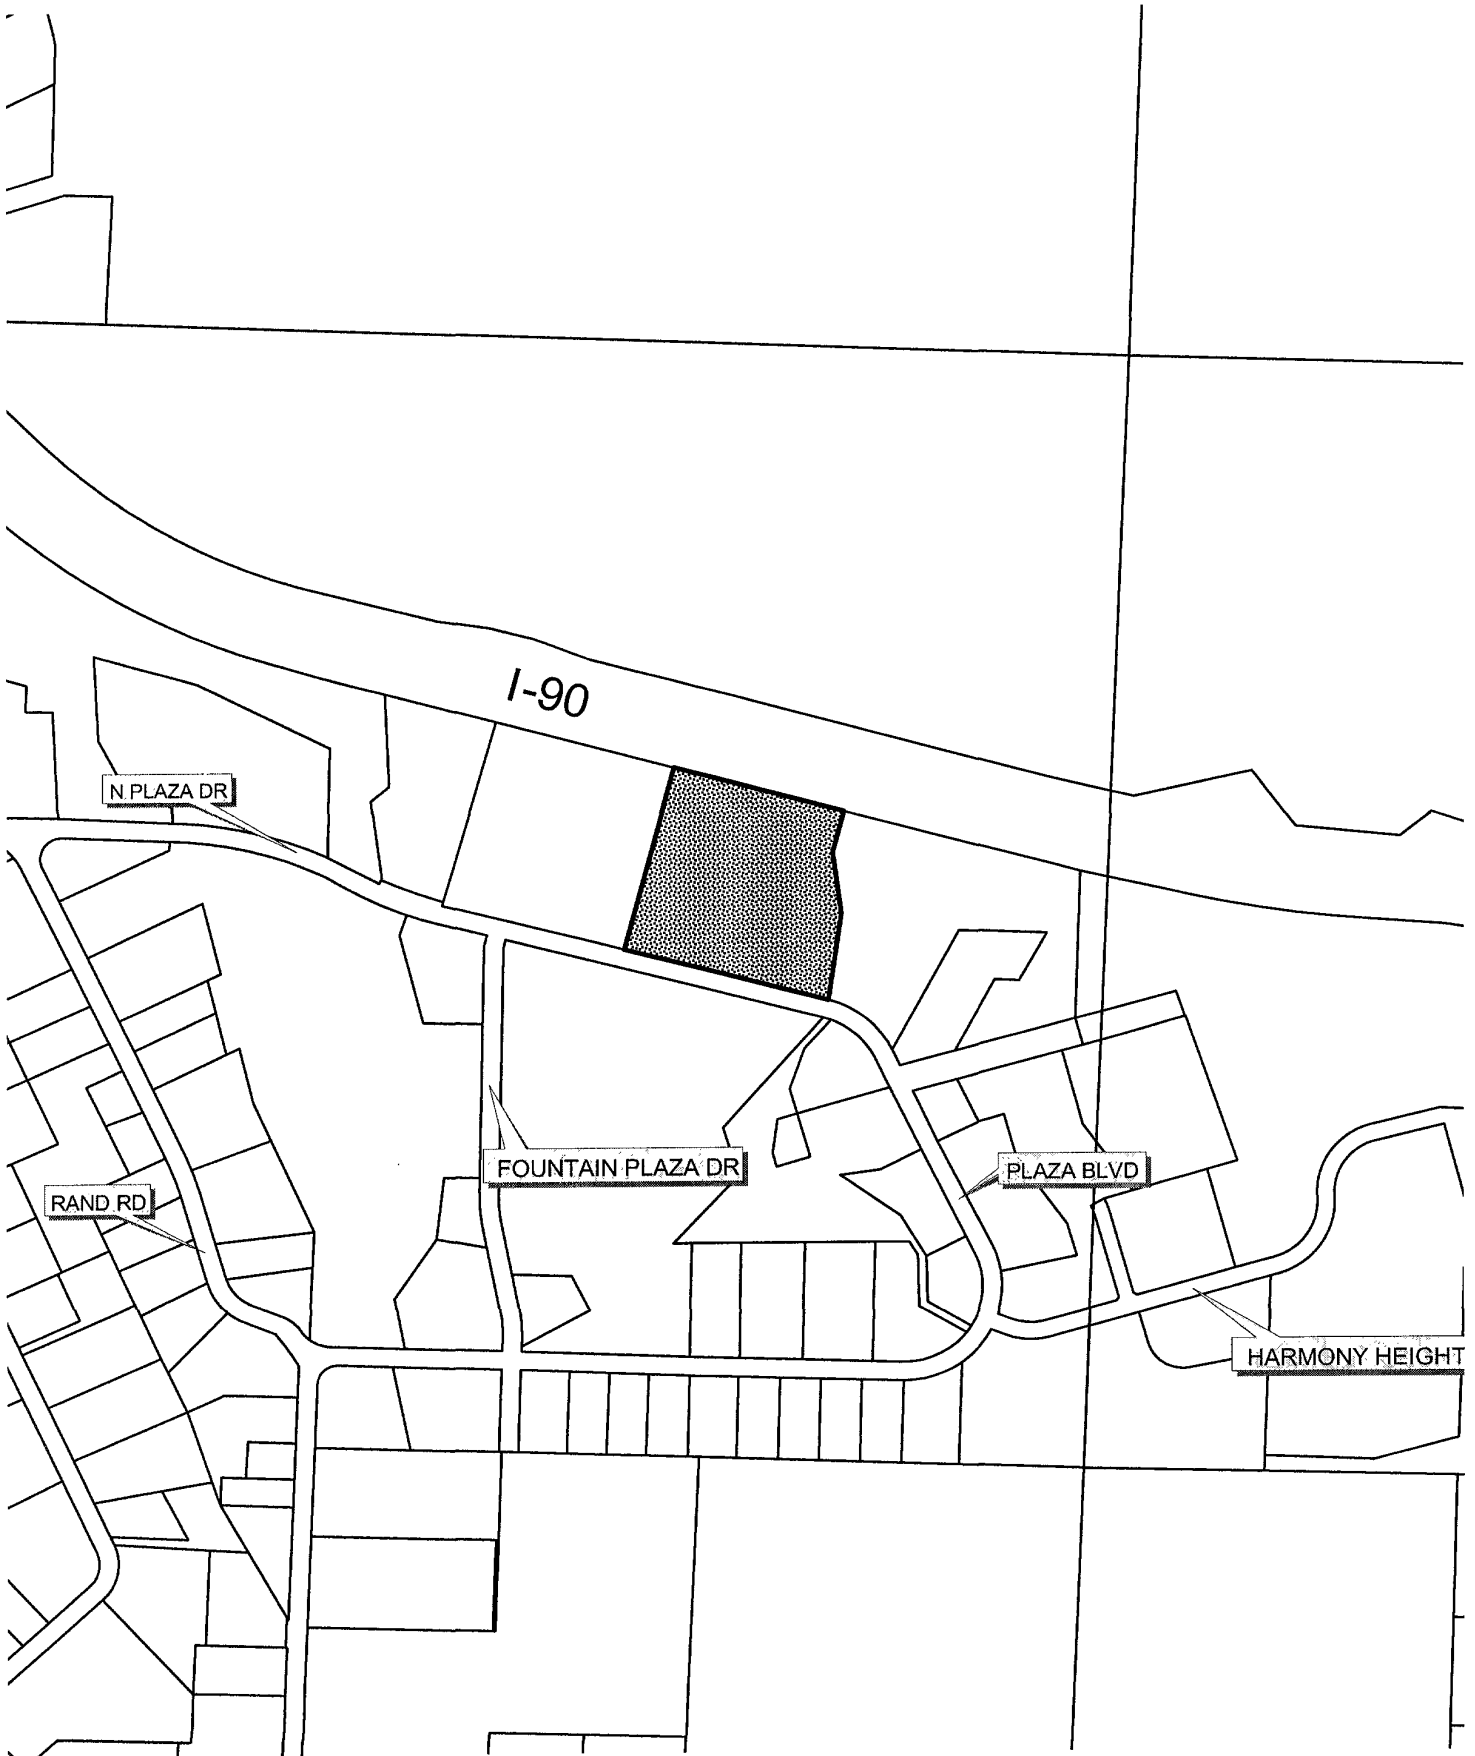 I-90
N PLAZA DR
FOUNTAIN PLAZA DR
PLAZA BLVD
RAND RD
HARMONY HEIGHT